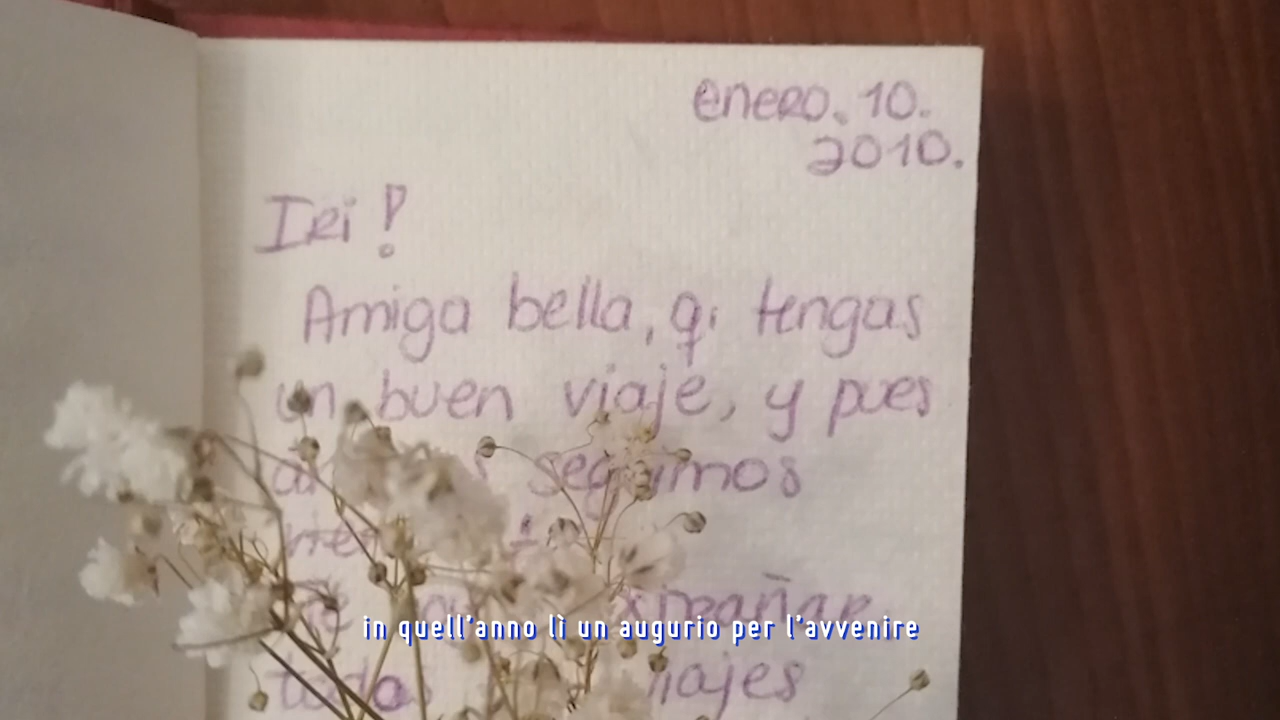 enero.10.
2010.
Iri!
Amiga bella, q' tengas
un buen viaje, y pues
seguimos
extrañar
in quell'anno lì un augurio per l'avvenire
todos